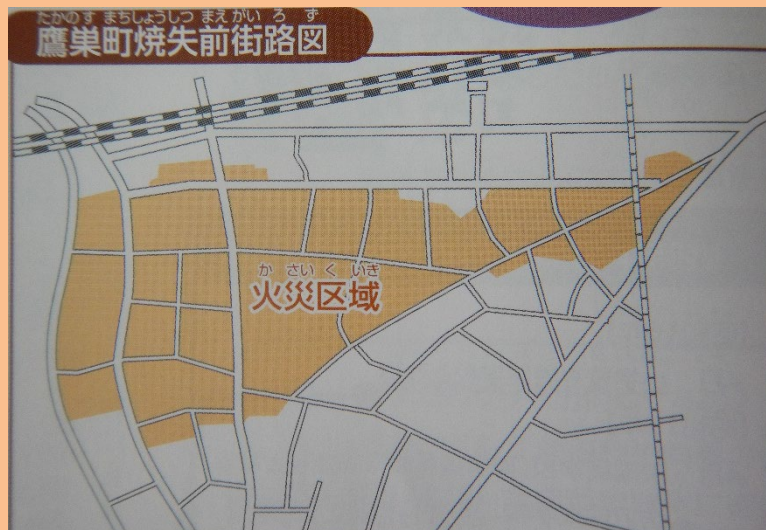 たかのすまちしょうしつまえがいろず
鷹巣町焼失前街路図
かさいくいき
火災区域